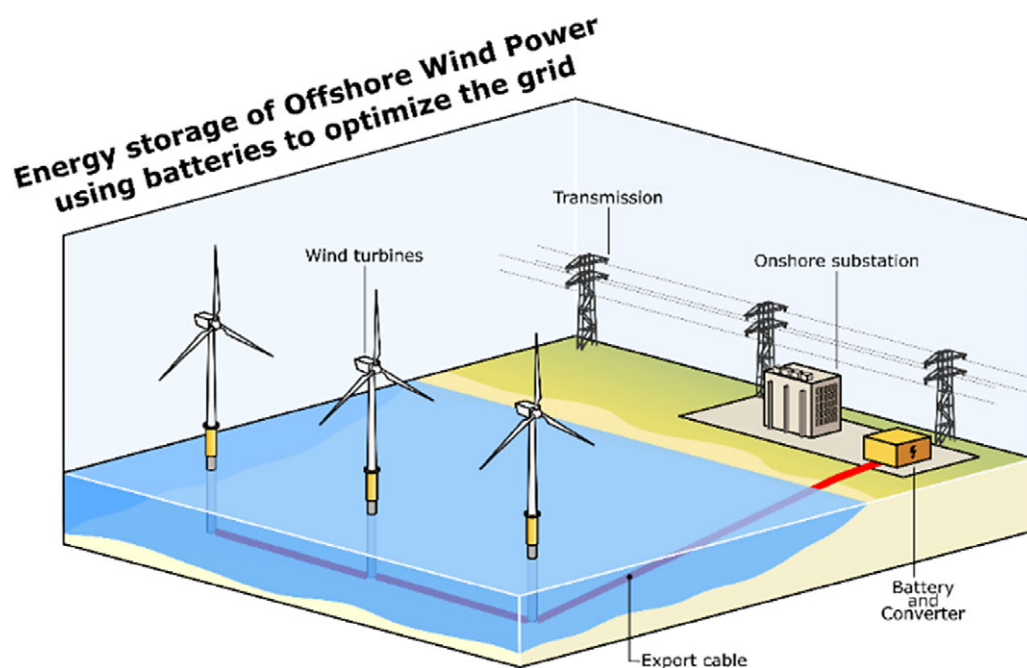 Energy storage of Offshore Wind Power
using batteries to optimize the grid
Transmission
Wind turbines
Onshore substation
Battery
and
Converter
Export cable